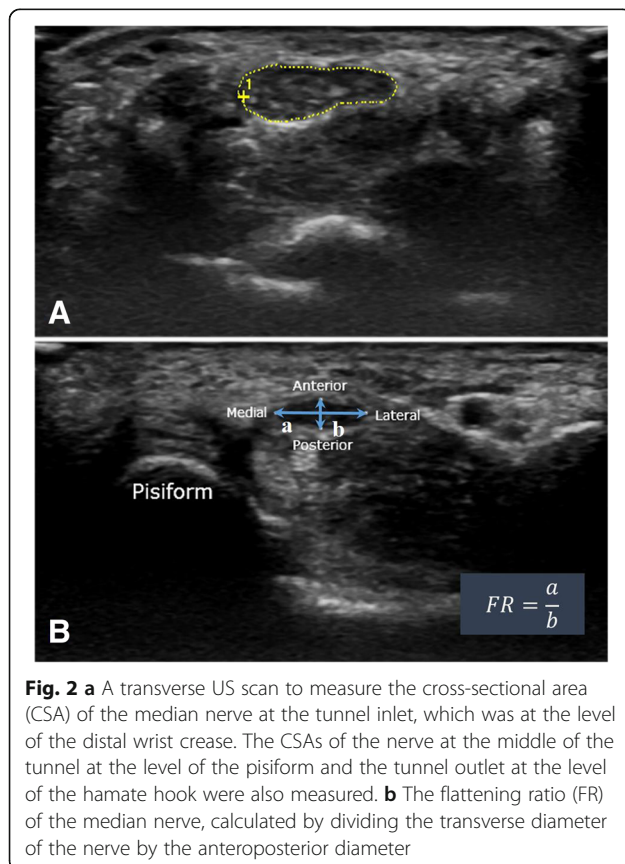 1
A
Anterior
Medial Lateral
a b
Posterior
Pisiform
FR = a/b
B
Fig. 2 a A transverse US scan to measure the cross-sectional area
(CSA) of the median nerve at the tunnel inlet, which was at the level
of the distal wrist crease. The CSAs of the nerve at the middle of the
tunnel at the level of the pisiform and the tunnel outlet at the level
of the hamate hook were also measured. b The flattening ratio (FR)
of the median nerve, calculated by dividing the transverse diameter
of the nerve by the anteroposterior diameter